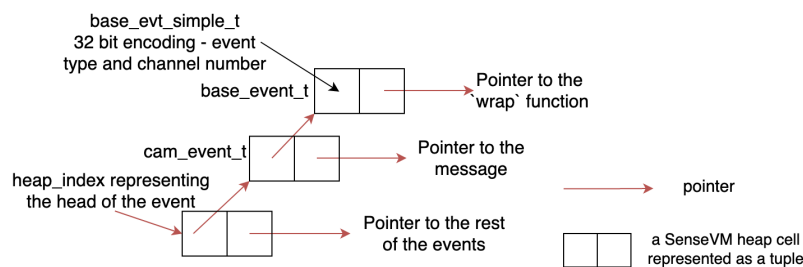 base_evt_simple_t
32 bit encoding - event
type and channel number
base_event_t
Pointer to the
`wrap` function
cam_event_t
Pointer to the
message
heap_index representing
the head of the event
pointer
Pointer to the rest
of the events
a SenseVM heap cell
represented as a tuple